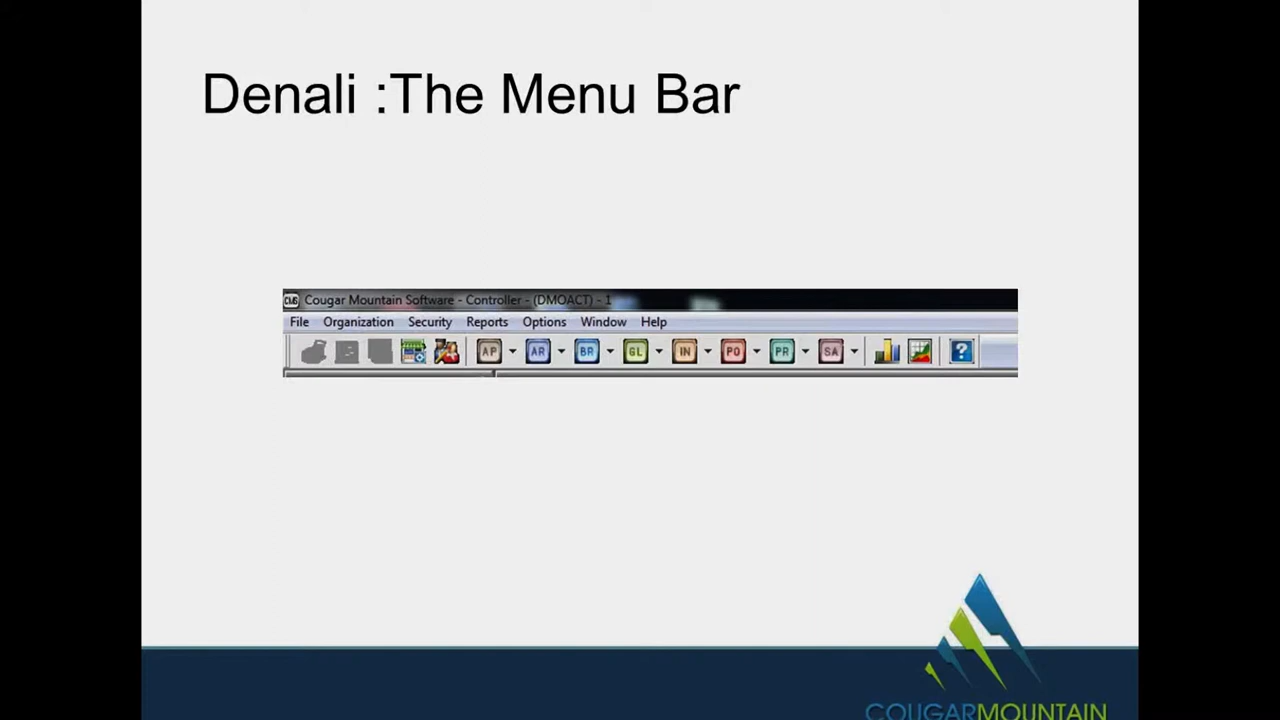 Denali :The Menu Bar
CMS Cougar Mountain Software - Controller - (DMOACT) - 1
File Organization Security Reports Options Window Help
AP AR BR GL IN PO PR SA ?
COUGARMOUNTAIN